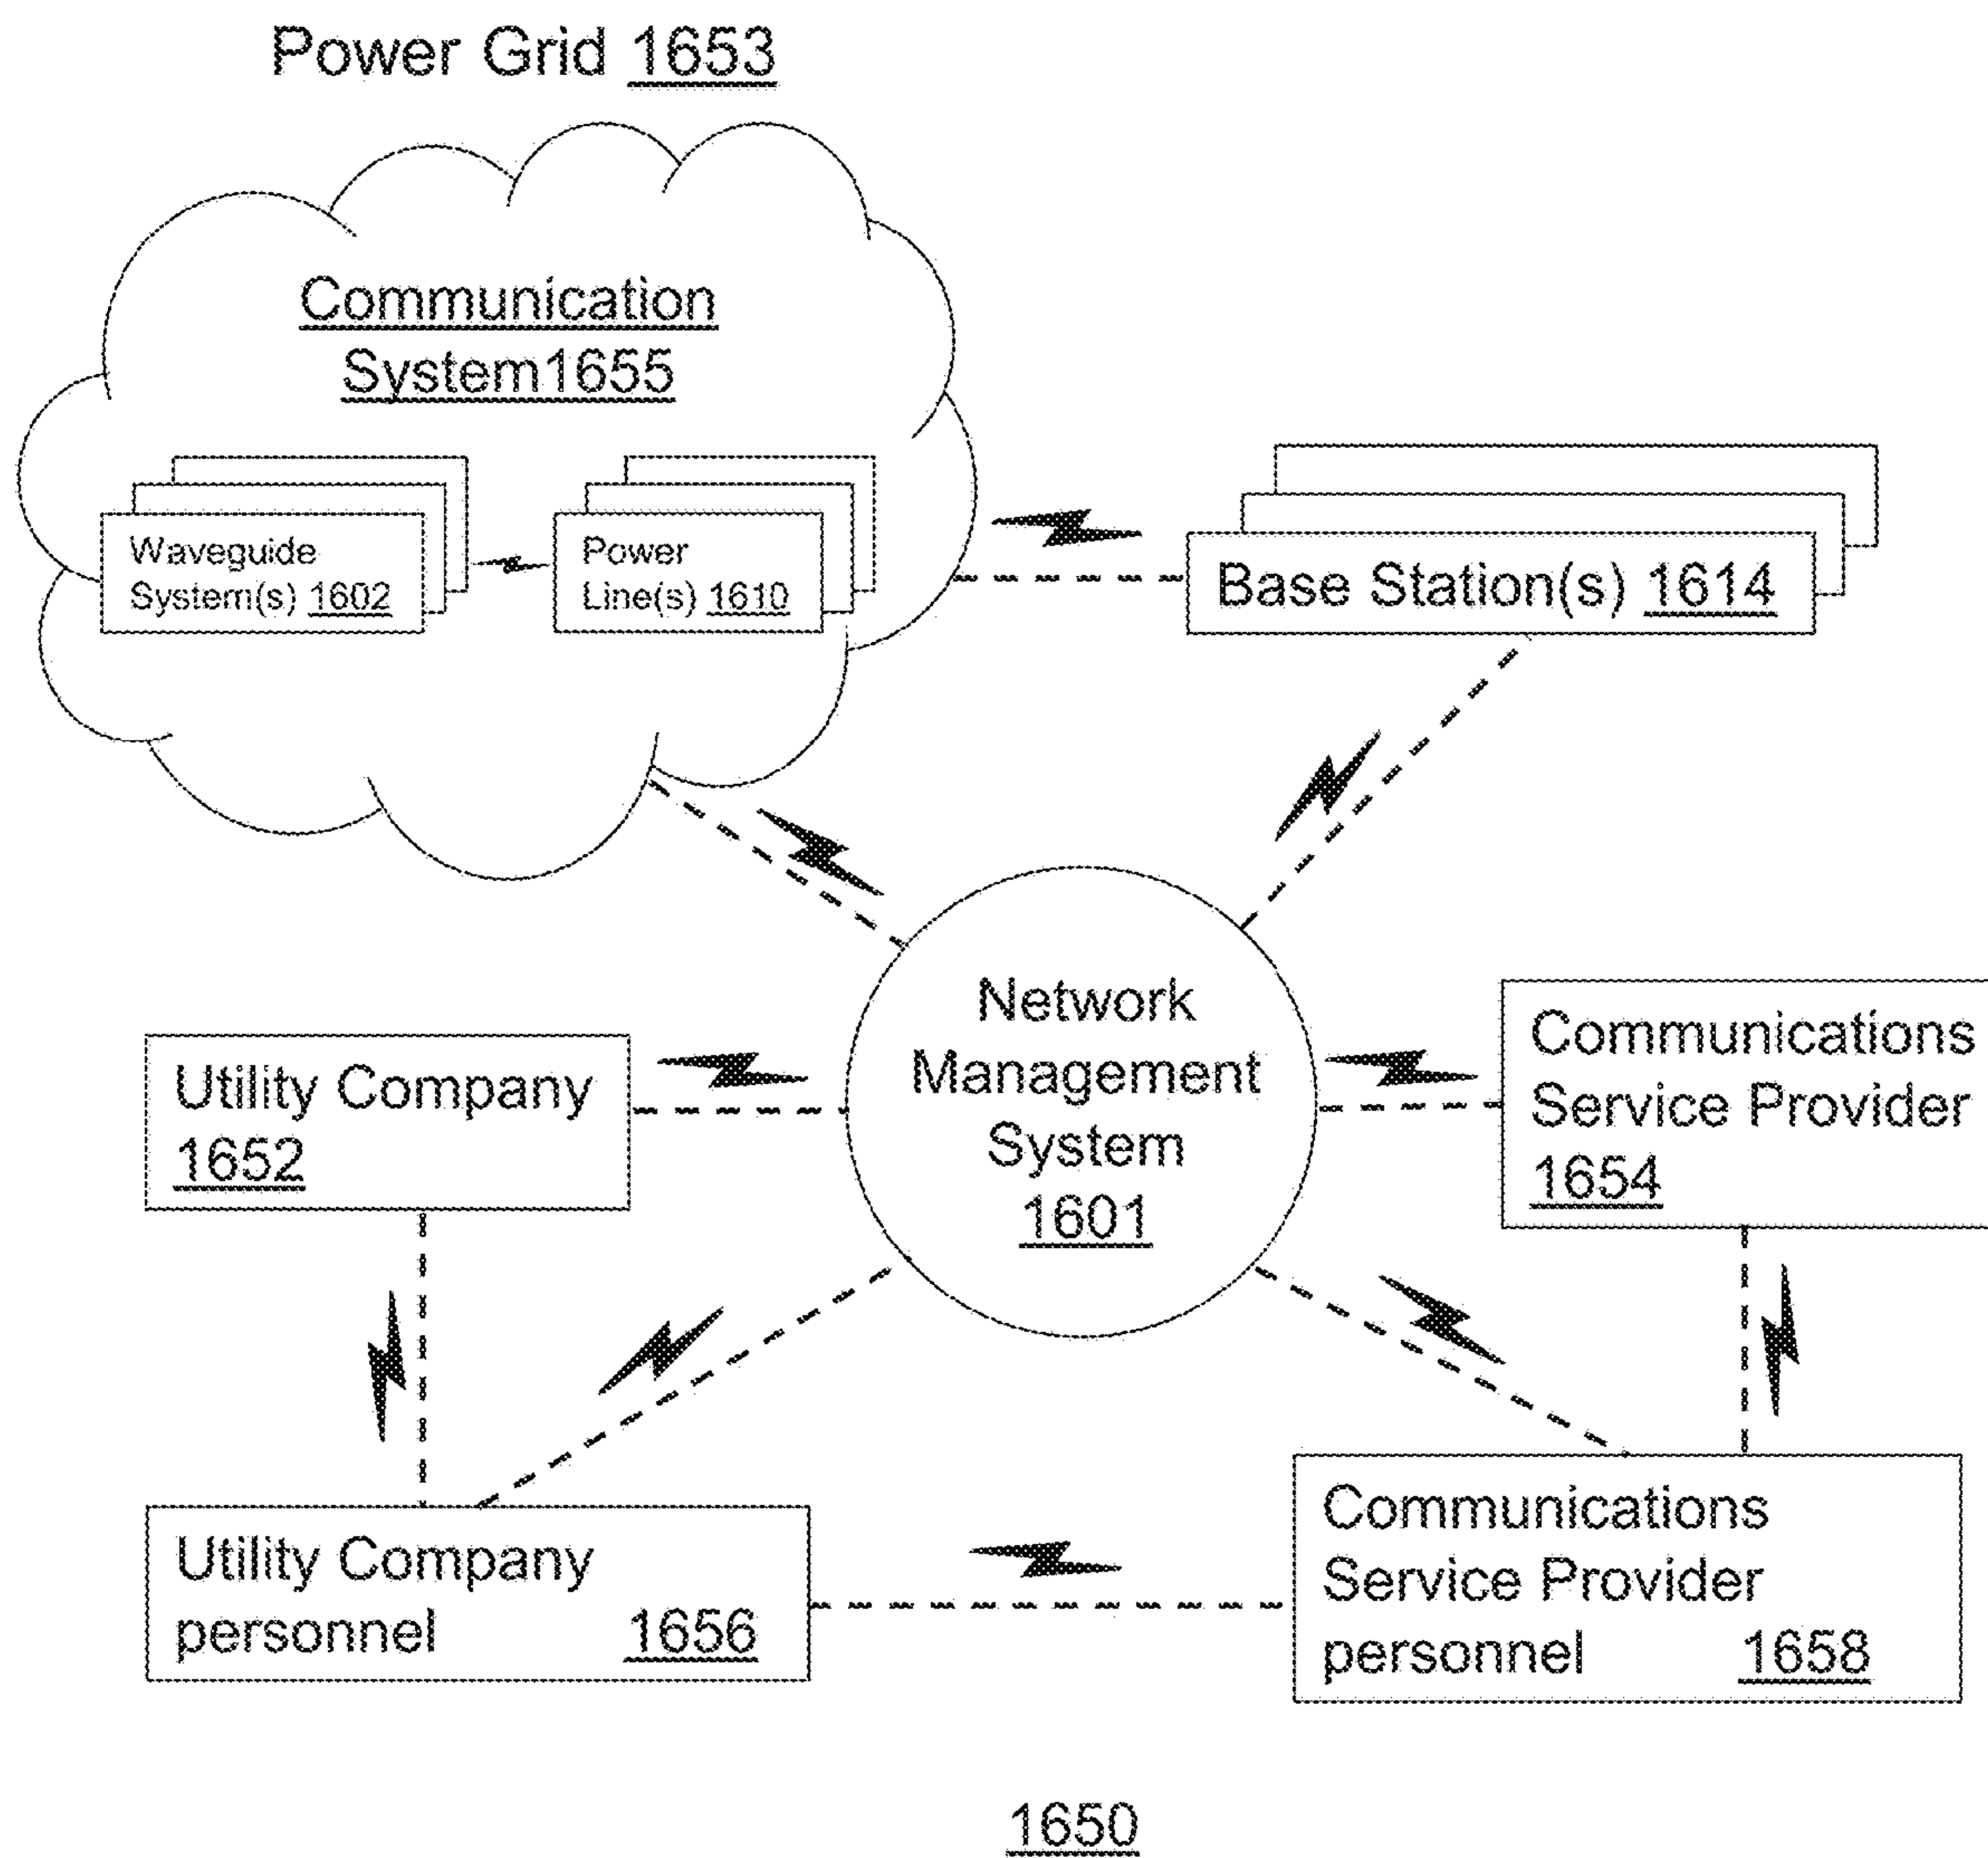 Power Grid 1653
Communication
System1655
Waveguide
System(s) 1602
Power
Line(s) 1610
Base Station(s) 1614
Network
Management
System
1601
Utility Company
1652
Communications
Service Provider
1654
Utility Company
personnel 1656
Communications
Service Provider
personnel 1658
1650